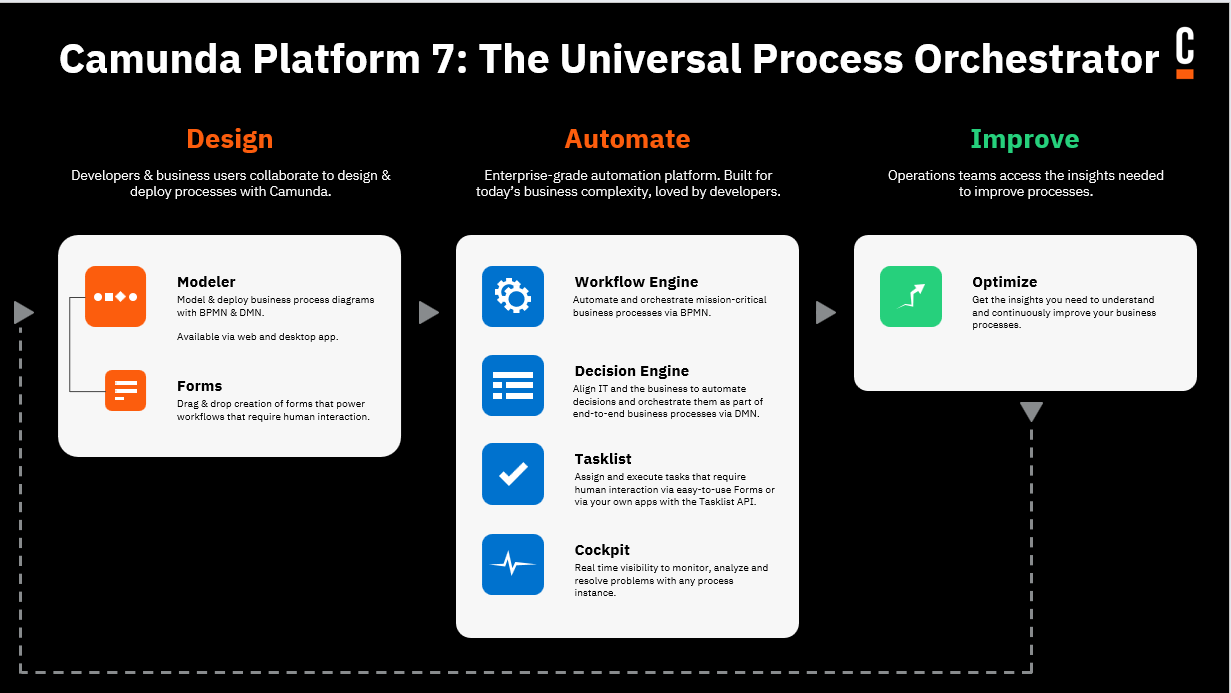 Camunda Platform 7: The Universal Process Orchestrator
C
Design
Developers & business users collaborate to design &
deploy processes with Camunda.
Modeler
Model & deploy business process diagrams
with BPMN & DMN.
Available via web and desktop app.
Forms
Drag & drop creation of forms that power
workflows that require human interaction.
Automate
Enterprise-grade automation platform. Built for
today's business complexity, loved by developers.
Workflow Engine
Automate and orchestrate mission-critical
business processes via BPMN.
Decision Engine
Align IT and the business to automate
decisions and orchestrate them as part of
end-to-end business processes via DMN.
Tasklist
Assign and execute tasks that require
human interaction via easy-to-use Forms or
via your own apps with the Tasklist API.
Cockpit
Real time visibility to monitor, analyze and
resolve problems with any process
instance.
Improve
Operations teams access the insights needed
to improve processes.
Optimize
Get the insights you need to understand
and continuously improve your business
processes.